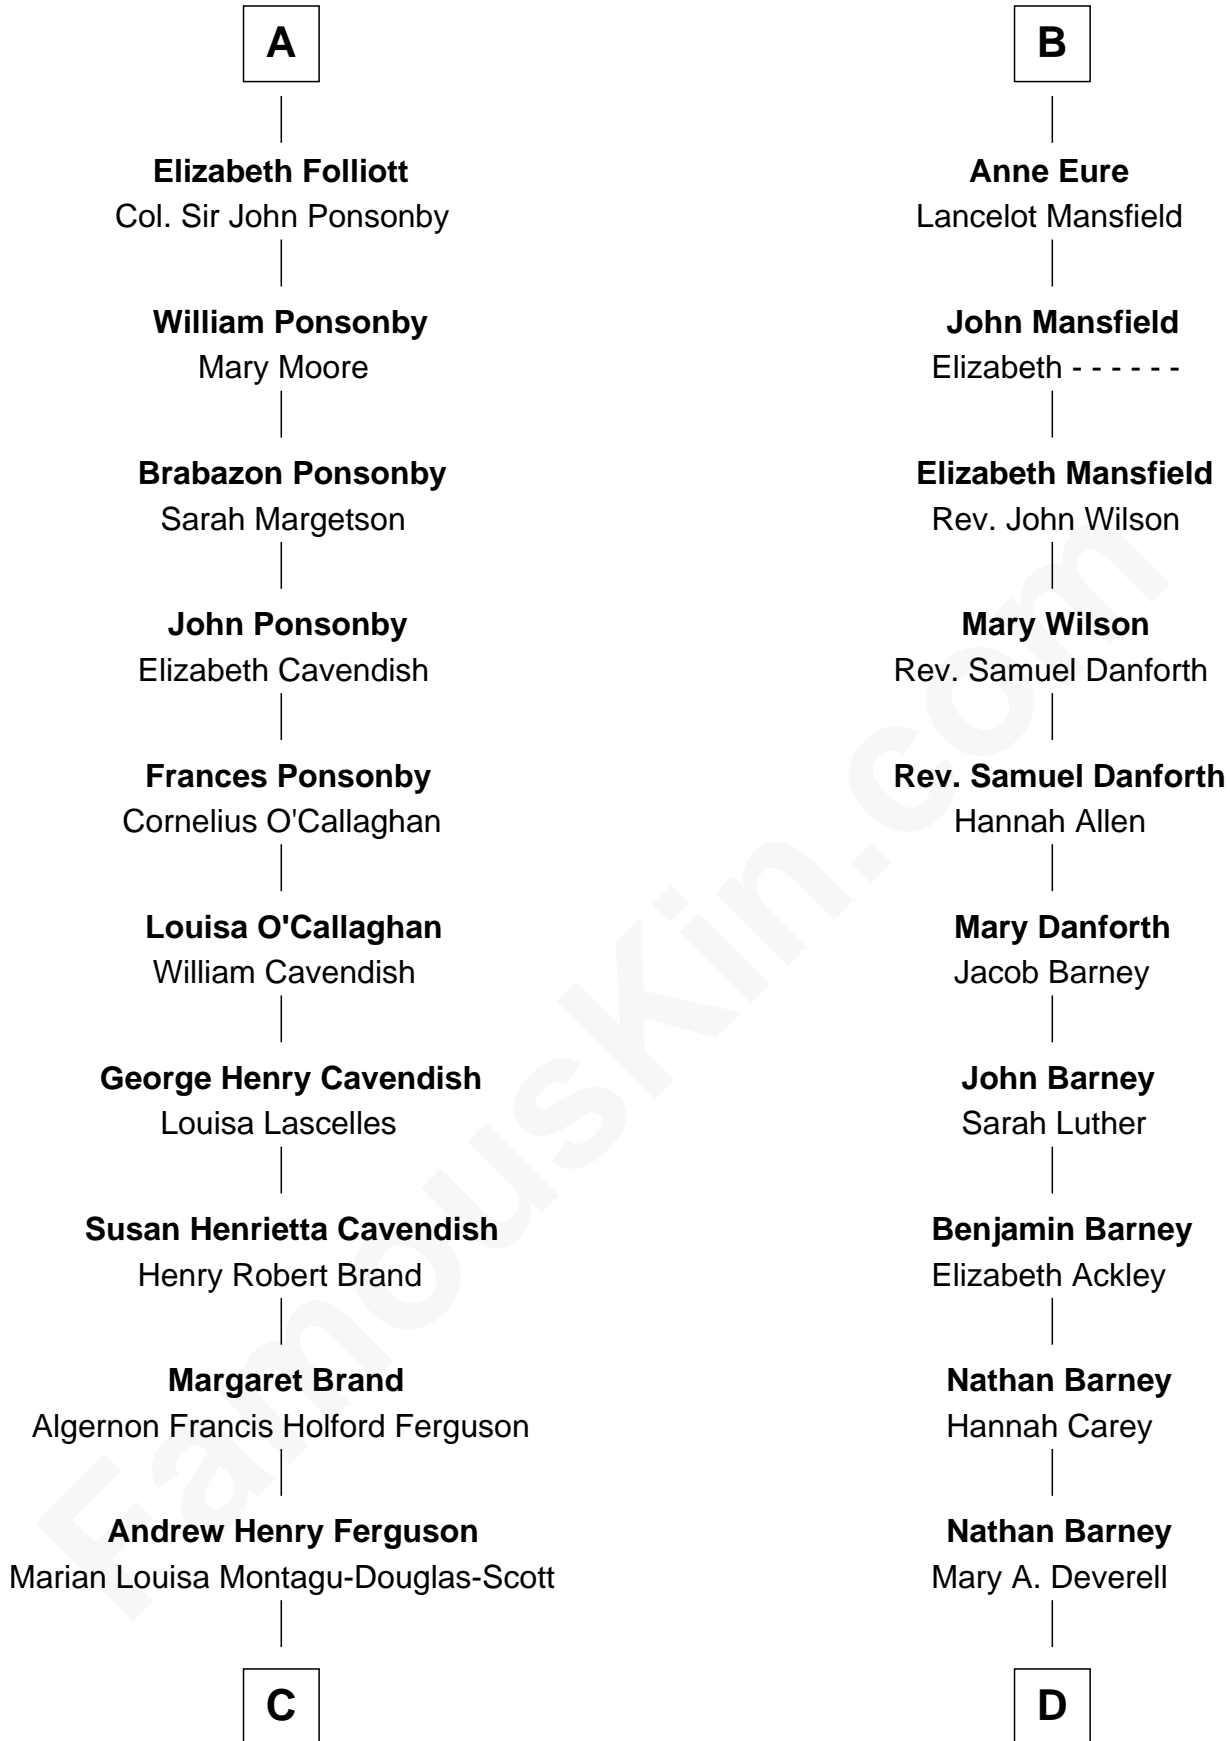 A
Elizabeth Folliott
Col. Sir John Ponsonby
William Ponsonby
Mary Moore
Brabazon Ponsonby
Sarah Margetson
John Ponsonby
Elizabeth Cavendish
Frances Ponsonby
Cornelius O'Callaghan
Louisa O'Callaghan
William Cavendish
George Henry Cavendish
Louisa Lascelles
Susan Henrietta Cavendish
Henry Robert Brand
Margaret Brand
Algernon Francis Holford Ferguson
Andrew Henry Ferguson
Marian Louisa Montagu-Douglas-Scott
C
B
Anne Eure
Lancelot Mansfield
John Mansfield
Elizabeth - - - - - -
Elizabeth Mansfield
Rev. John Wilson
Mary Wilson
Rev. Samuel Danforth
Rev. Samuel Danforth
Hannah Allen
Mary Danforth
Jacob Barney
John Barney
Sarah Luther
Benjamin Barney
Elizabeth Ackley
Nathan Barney
Hannah Carey
Nathan Barney
Mary A. Deverell
D
FamousKin.com